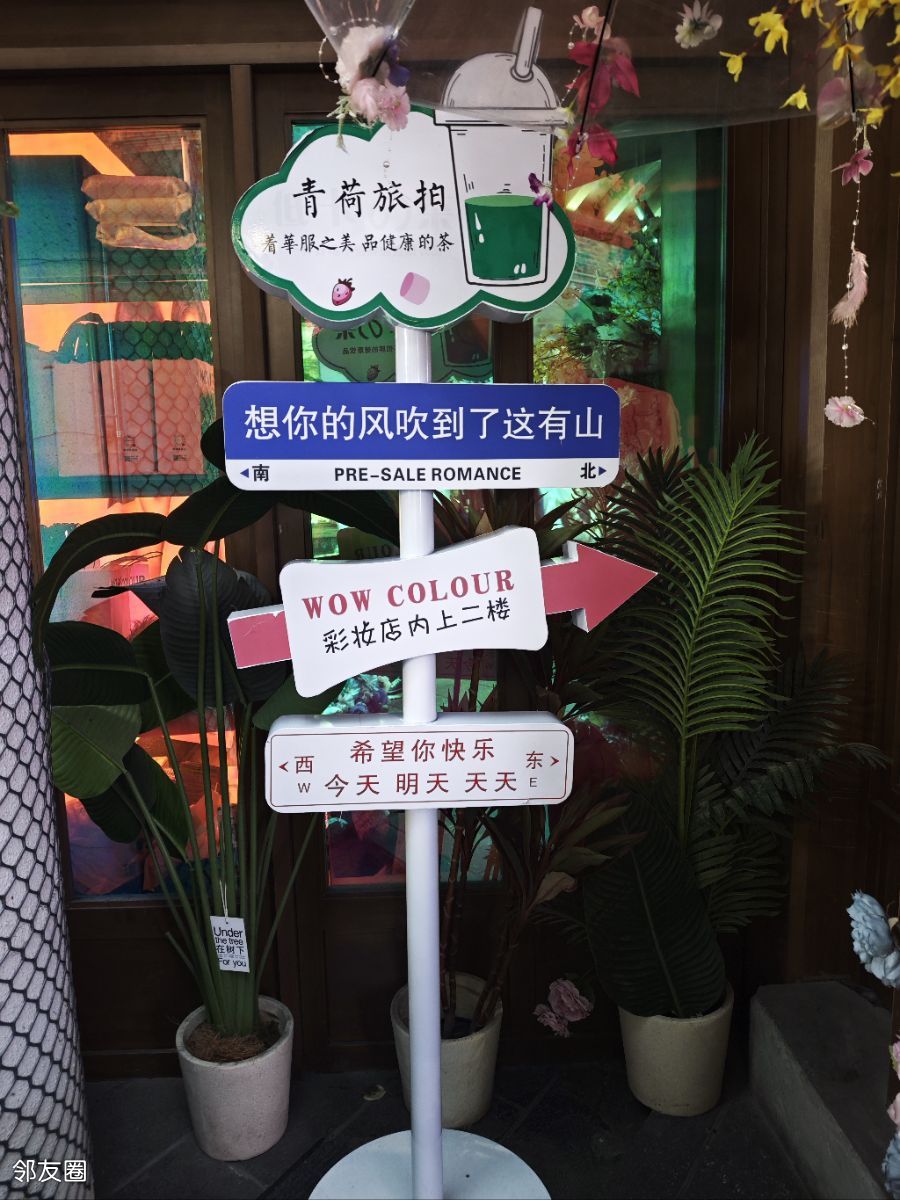 青荷旅拍
着華服之美 品健康的茶
想你的风吹到了这有山
南 PRE-SALE ROMANCE 北
WOW COLOUR
彩妆店内上二楼
希望你快乐
西 东
今天 明天 天天
W E
Under
the tree
在树下
For you
邻友圈